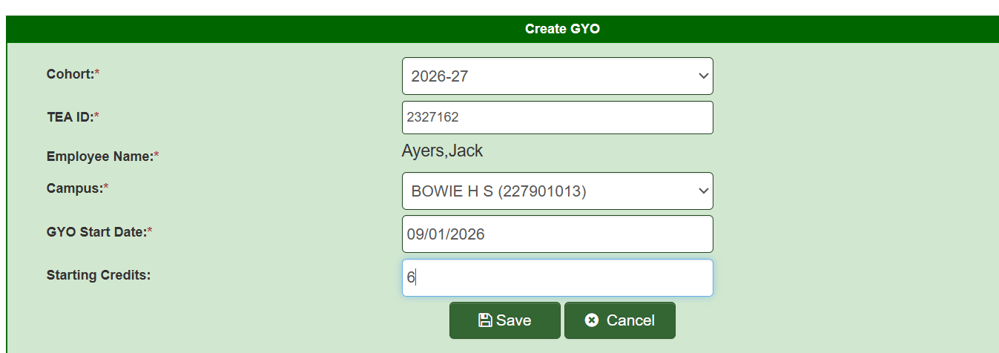 Create GYO
Cohort:* 2026-27
TEA ID:* 2327162
Employee Name:* Ayers,Jack
Campus:* BOWIE H S (227901013)
GYO Start Date:* 09/01/2026
Starting Credits: 6
Save Cancel